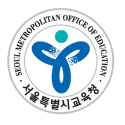 SEOUL METROPOLITAN OFFICE OF EDUCATION
· 서울특별시교육청 ·